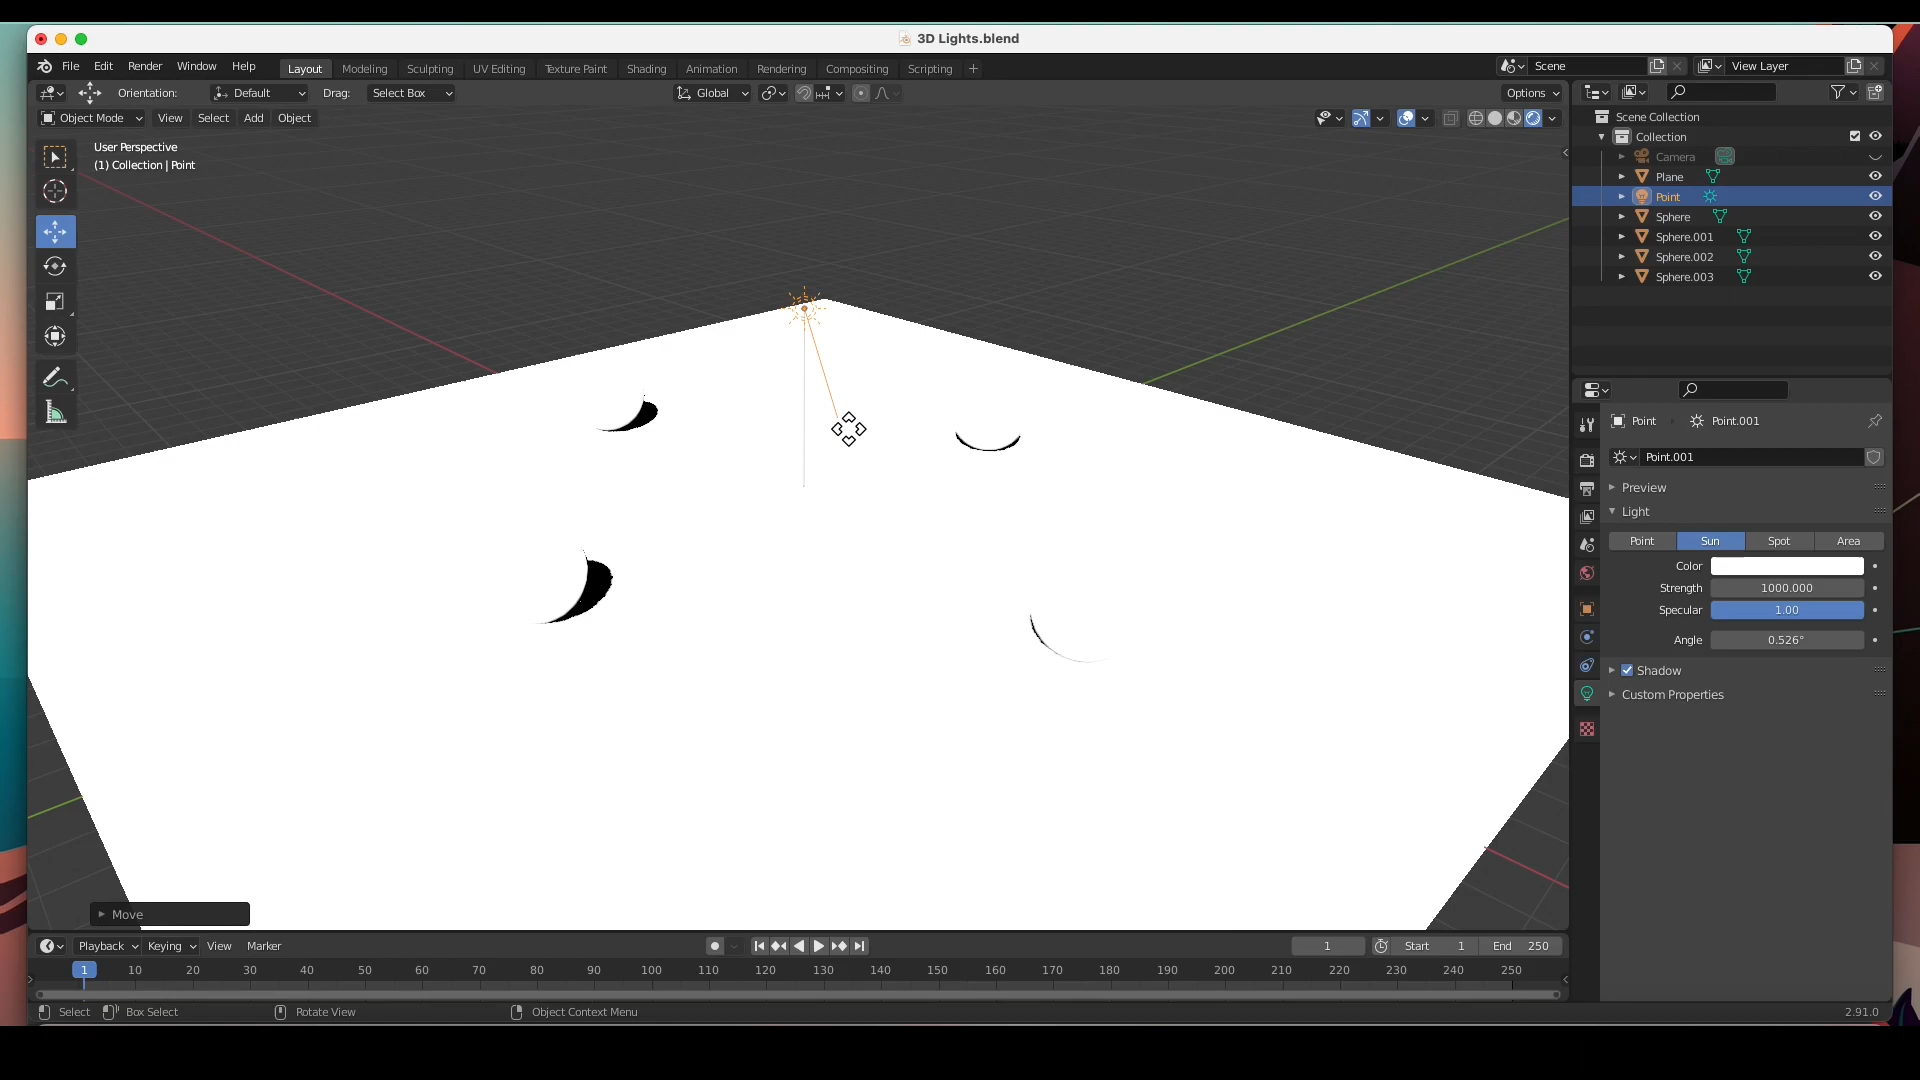 3D Lights.blend
File Edit Render Window Help Layout Modeling Sculpting UV Editing Texture Paint Shading Animation Rendering Compositing Scripting + Scene View Layer
Orientation: Default Drag: Select Box Global Options
Object Mode View Select Add Object
User Perspective
(1) Collection | Point
Scene Collection
Collection
Camera
Plane
Point
Sphere
Sphere.001
Sphere.002
Sphere.003
Point Point.001
Point.001
Preview
Light
Point Sun Spot Area
Color
Strength 1000.000
Specular 1.00
Angle 0.526°
Shadow
Custom Properties
Move
Playback Keying View Marker 1 Start 1 End 250
1 10 20 30 40 50 60 70 80 90 100 110 120 130 140 150 160 170 180 190 200 210 220 230 240 250
Select Box Select Rotate View Object Context Menu 2.91.0